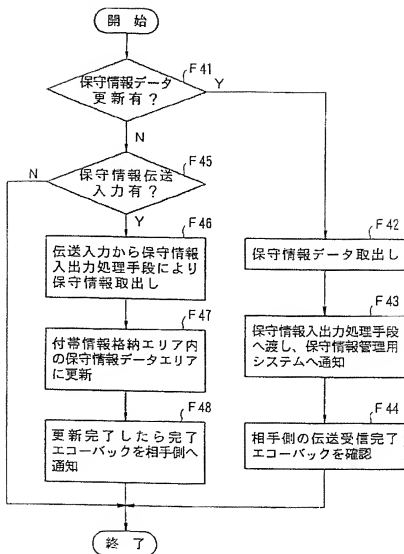 開始
F41
保守情報データ
更新有?
Y
N
F45
N
保守情報伝送
入力有?
Y
F46
伝送入力から保守情報
入出力処理手段により
保守情報取出し
F47
付帯情報格納エリア内
の保守情報データエリア
に更新
F48
更新完了したら完了
エコーバックを相手側へ
通知
F42
保守情報データ取出し
F43
保守情報入出力処理手段
へ渡し、保守情報管理用
システムへ通知
F44
相手側の伝送受信完了
エコーバックを確認
終了